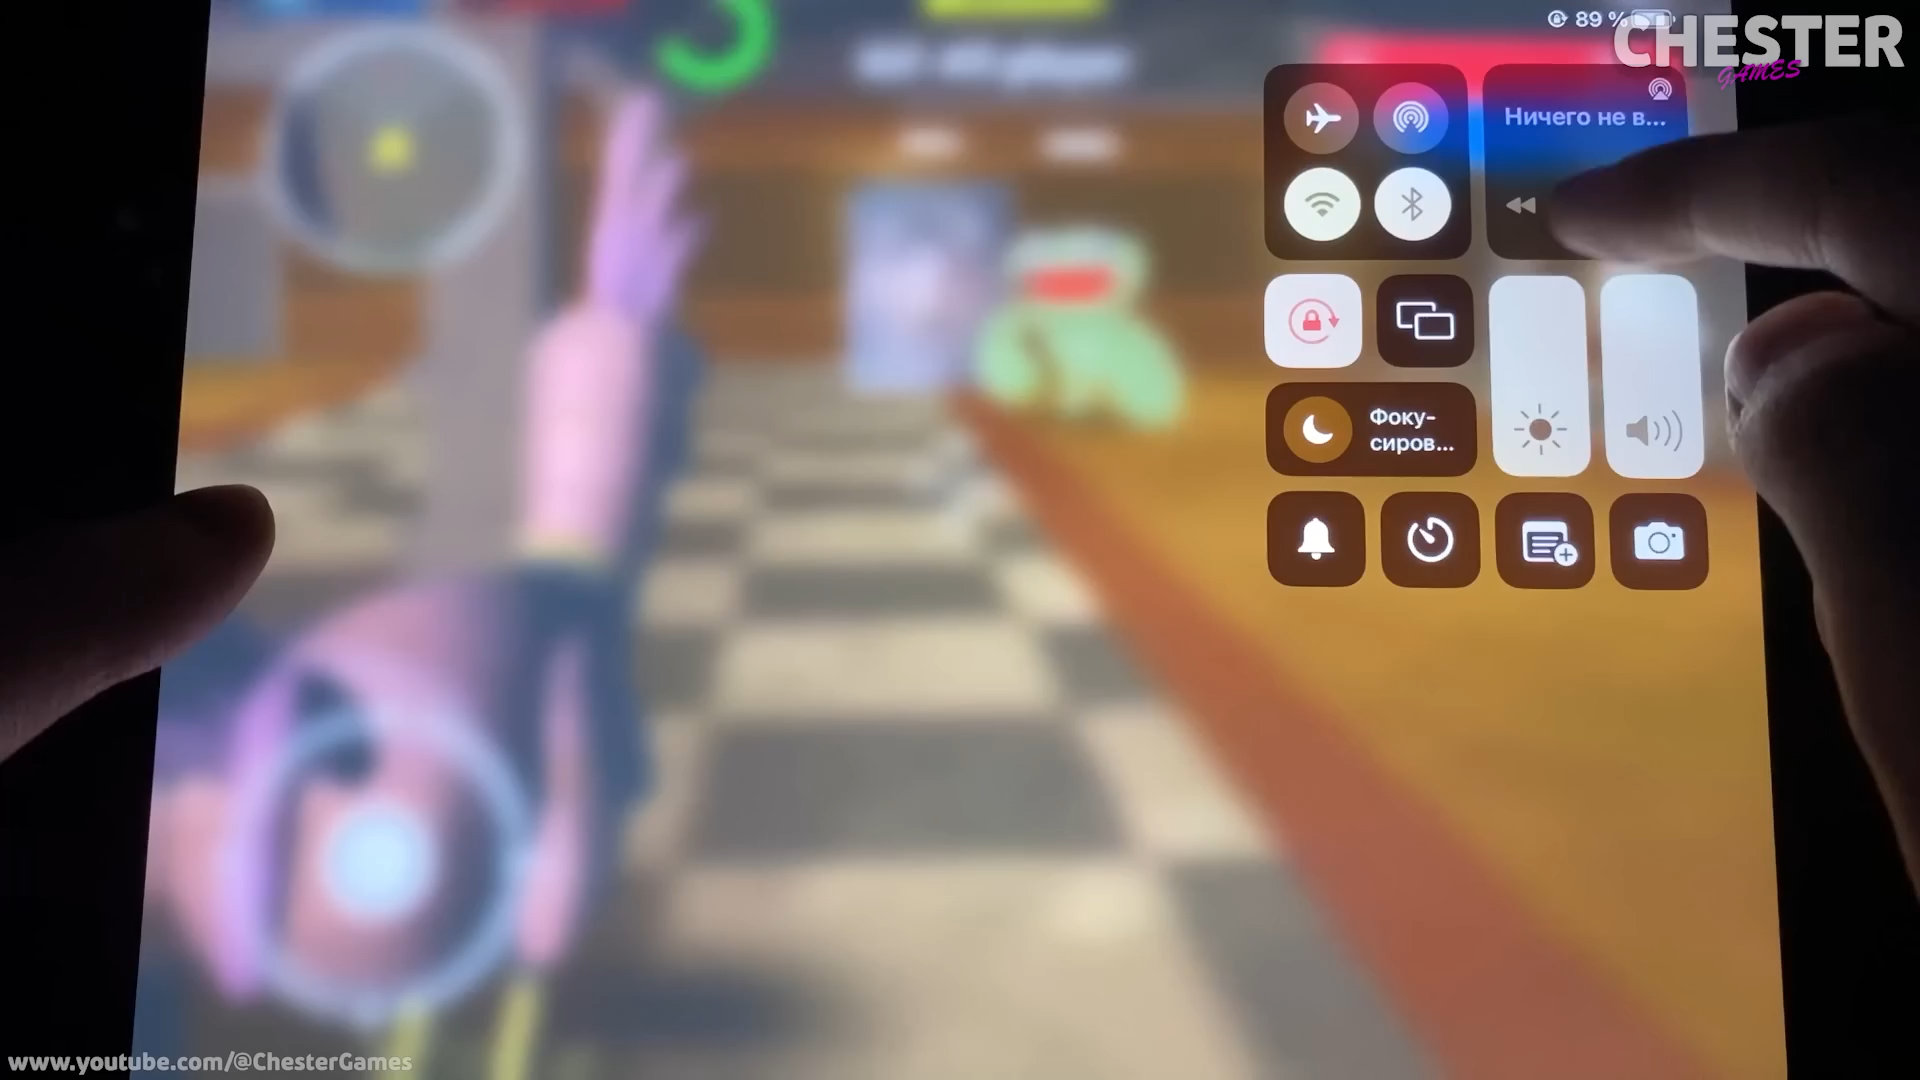 89 %
CHESTER
GAMES
Ничего не в...
Фоку-
сиров...
www.youtube.com/@ChesterGames